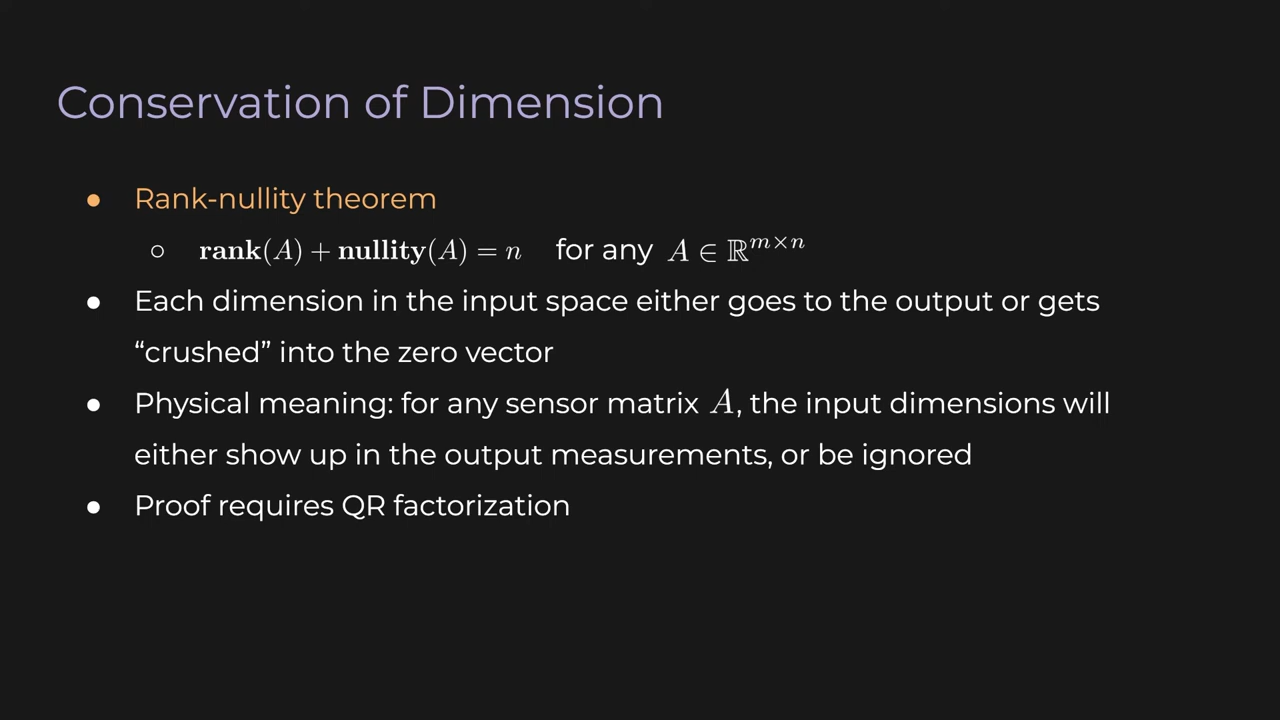 Conservation of Dimension
● Rank-nullity theorem
○ rank(A) + nullity(A) = n for any A ∈ ℝ^{m×n}
● Each dimension in the input space either goes to the output or gets
“crushed” into the zero vector
● Physical meaning: for any sensor matrix A, the input dimensions will
either show up in the output measurements, or be ignored
● Proof requires QR factorization